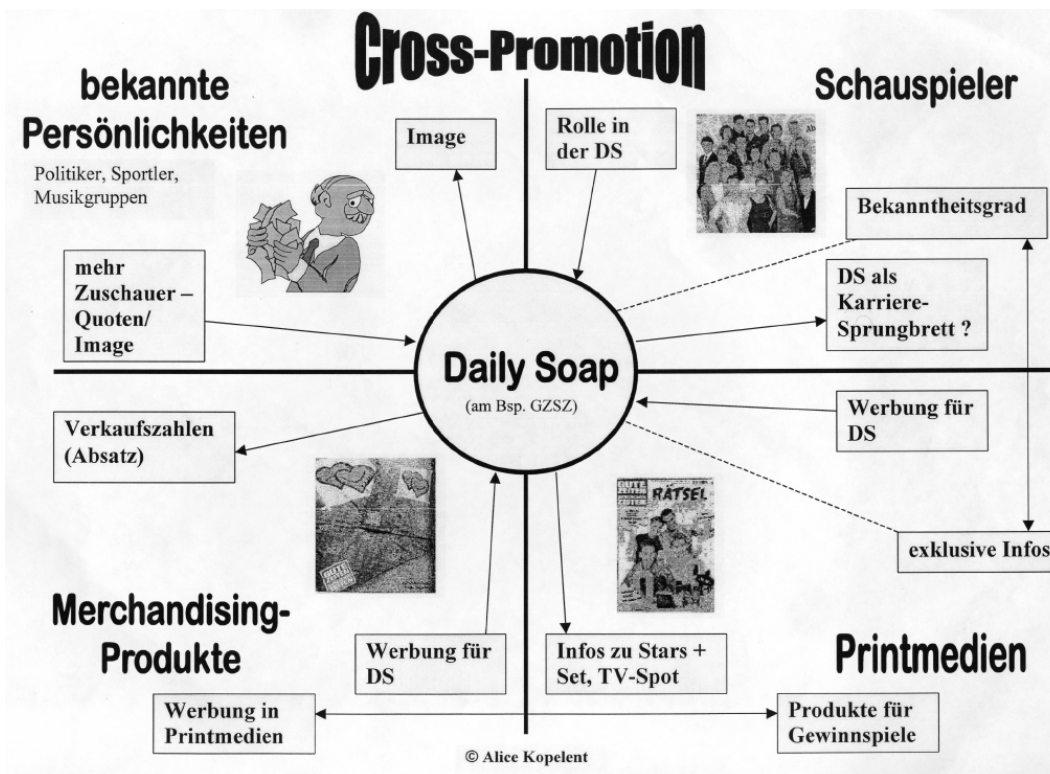 Cross-Promotion
bekannte
Persönlichkeiten
Politiker, Sportler,
Musikgruppen
Image
mehr
Zuschauer –
Quoten/
Image
Schauspieler
Rolle in
der DS
Bekanntheitsgrad
DS als
Karriere-
Sprungbrett ?
Daily Soap
(am Bsp. GZSZ)
Verkaufszahlen
(Absatz)
Merchandising-
Produkte
Werbung für
DS
Werbung in
Printmedien
Werbung für
DS
exklusive Infos
RÄTSEL
Infos zu Stars +
Set, TV-Spot
Printmedien
Produkte für
Gewinnspiele
© Alice Kopelent